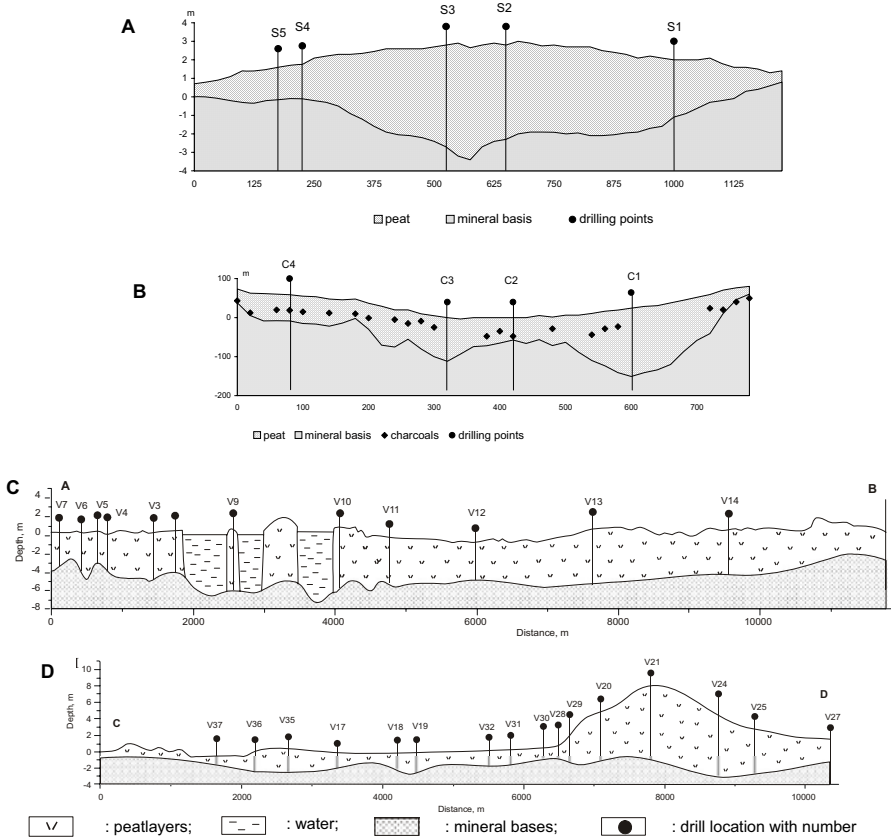 A
m
S5 S4 S3 S2 S1
4
3
2
1
0
-1
-2
-3
-4
0 125 250 375 500 625 750 875 1000 1125
peat mineral basis drilling points
B
m
C4 C3 C2 C1
100
0
-100
-200
0 100 200 300 400 500 600 700
peat mineral basis charcoals drilling points
C
A B
V7 V6 V5 V4 V3 V9 V10 V11 V12 V13 V14
Depth, m
4
2
0
-2
-4
-6
-8
0 2000 4000 6000 8000 10000
Distance, m
D
[
C D
V37 V36 V35 V17 V18 V19 V32 V31 V30 V28 V29 V20 V21 V24 V25 V27
Depth, m
10
8
6
4
2
0
-2
-4
0 2000 4000 6000 8000 10000
Distance, m
: peatlayers; : water; : mineral bases; : drill location with number